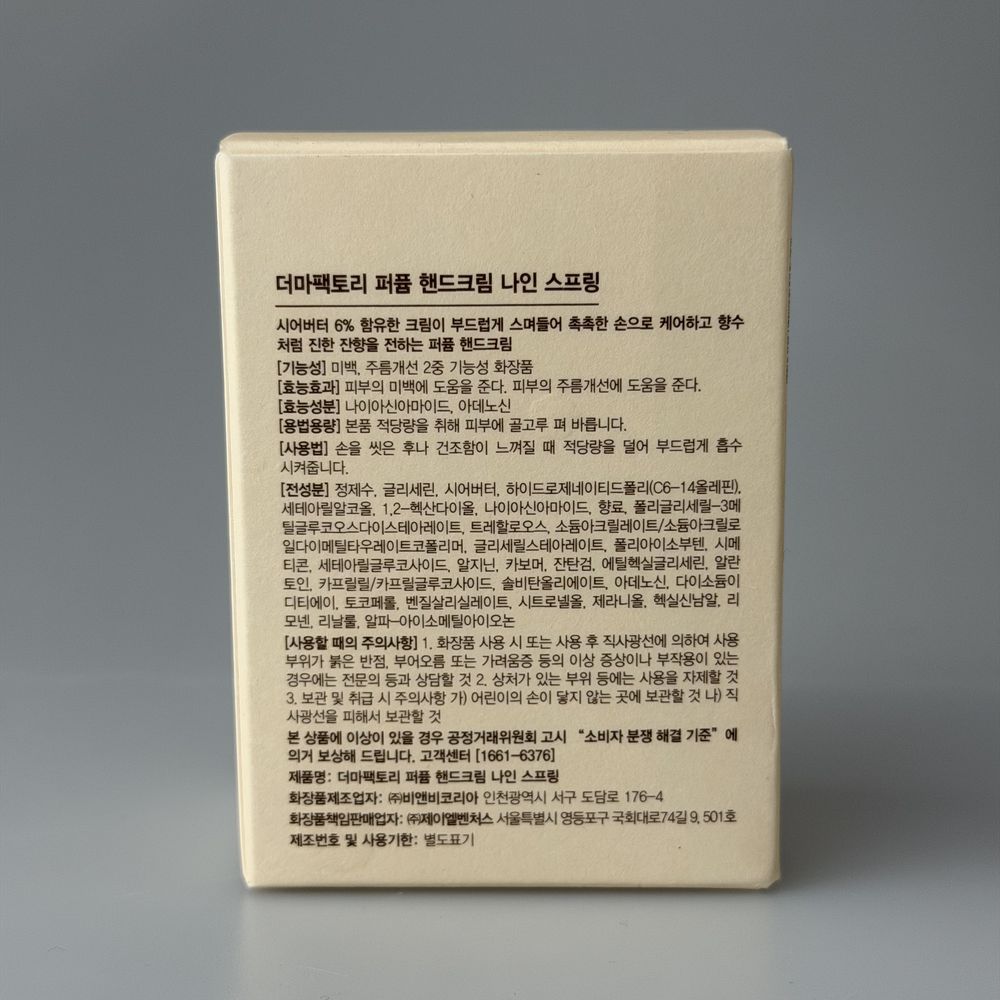 더마팩토리 퍼퓸 핸드크림 나인 스프링
시어버터 6% 함유한 크림이 부드럽게 스며들어 촉촉한 손으로 케어하고 향수
처럼 진한 잔향을 전하는 퍼퓸 핸드크림
[기능성] 미백, 주름개선 2중 기능성 화장품
[효능효과] 피부의 미백에 도움을 준다. 피부의 주름개선에 도움을 준다.
[효능성분] 나이아신아마이드, 아데노신
[용법용량] 본품 적당량을 취해 피부에 골고루 펴 바릅니다.
[사용법] 손을 씻은 후나 건조함이 느껴질 때 적당량을 덜어 부드럽게 흡수
시켜줍니다.
[전성분] 정제수, 글리세린, 시어버터, 하이드로제네이티드폴리(C6-14올레핀),
세테아릴알코올, 1,2-헥산다이올, 나이아신아마이드, 향료, 폴리글리세릴-3메
틸글루코오스다이스테아레이트, 트레할로오스, 소듐아크릴레이트/소듐아크릴로
일다이메틸타우레이트코폴리머, 글리세릴스테아레이트, 폴리아이소부텐, 시메
티콘, 세테아릴글루코사이드, 알지닌, 카보머, 잔탄검, 에틸헥실글리세린, 알란
토인, 카프릴릴/카프릴글루코사이드, 솔비탄올리에이트, 아데노신, 다이소듐이
디티에이, 토코페롤, 벤질살리실레이트, 시트로넬올, 제라니올, 헥실신남알, 리
모넨, 리날룰, 알파-아이소메틸아이오논
[사용할 때의 주의사항] 1. 화장품 사용 시 또는 사용 후 직사광선에 의하여 사용
부위가 붉은 반점, 부어오름 또는 가려움증 등의 이상 증상이나 부작용이 있는
경우에는 전문의 등과 상담할 것 2. 상처가 있는 부위 등에는 사용을 자제할 것
3. 보관 및 취급 시 주의사항 가) 어린이의 손이 닿지 않는 곳에 보관할 것 나) 직
사광선을 피해서 보관할 것
본 상품에 이상이 있을 경우 공정거래위원회 고시 “소비자 분쟁 해결 기준”에
의거 보상해 드립니다. 고객센터 [1661-6376]
제품명: 더마팩토리 퍼퓸 핸드크림 나인 스프링
화장품제조업자: ㈜비앤비코리아 인천광역시 서구 도담로 176-4
화장품책임판매업자: ㈜제이엘벤처스 서울특별시 영등포구 국회대로74길 9, 501호
제조번호 및 사용기한: 별도표기